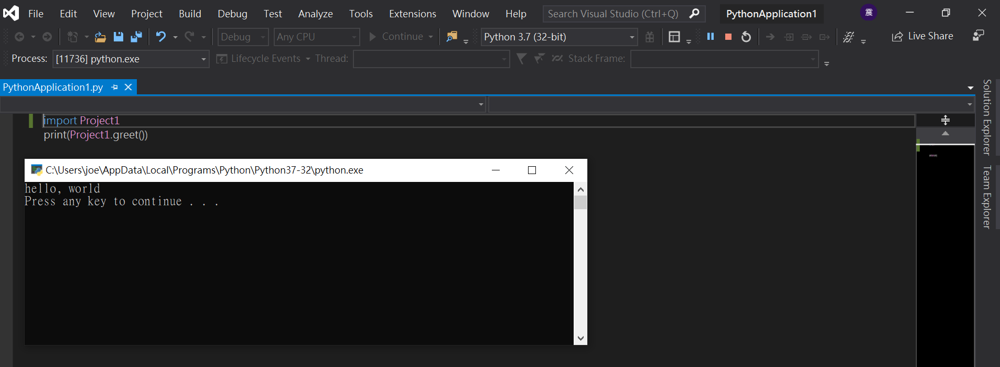 File Edit View Project Build Debug Test Analyze Tools Extensions Window Help Search Visual Studio (Ctrl+Q) PythonApplication1 震
Debug Any CPU Continue Python 3.7 (32-bit) Live Share
Process: [11736] python.exe Lifecycle Events Thread: Stack Frame:
PythonApplication1.py
import Project1
print(Project1.greet())
C:\Users\joe\AppData\Local\Programs\Python\Python37-32\python.exe
hello, world
Press any key to continue . . .
Solution Explorer
Team Explorer